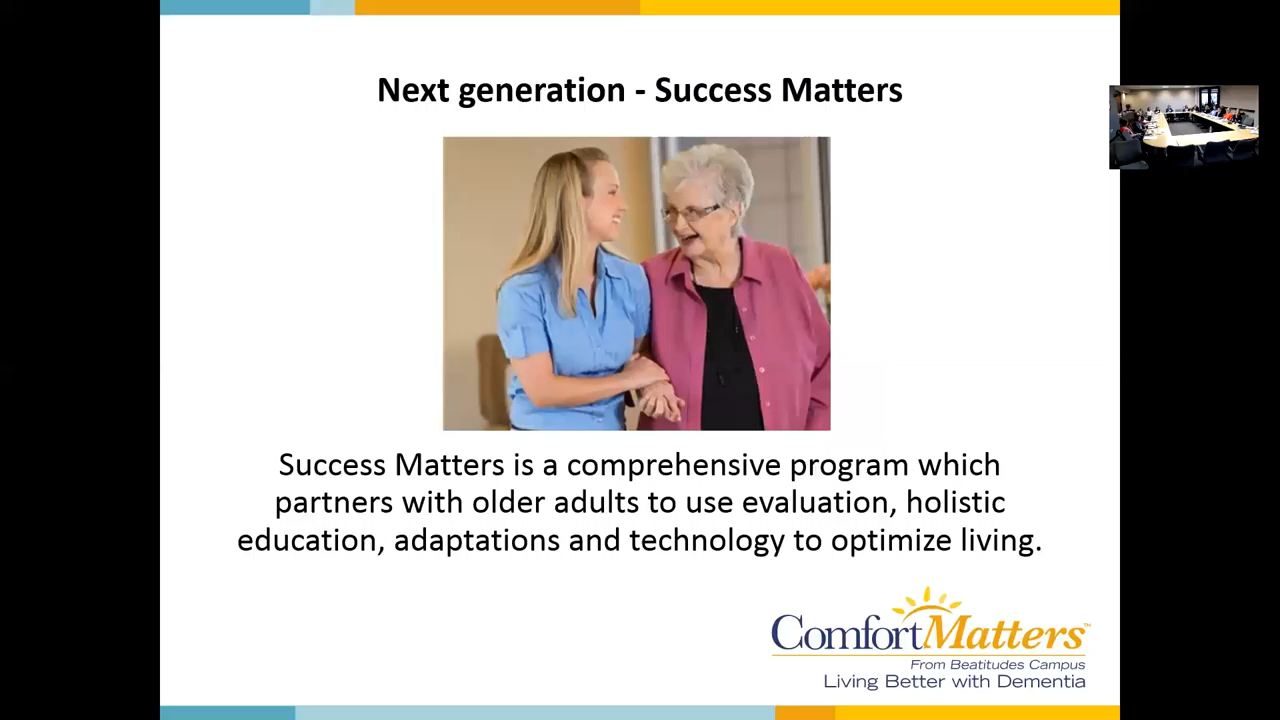 Next generation - Success Matters
Success Matters is a comprehensive program which
partners with older adults to use evaluation, holistic
education, adaptations and technology to optimize living.
ComfortMatters™
From Beatitudes Campus
Living Better with Dementia